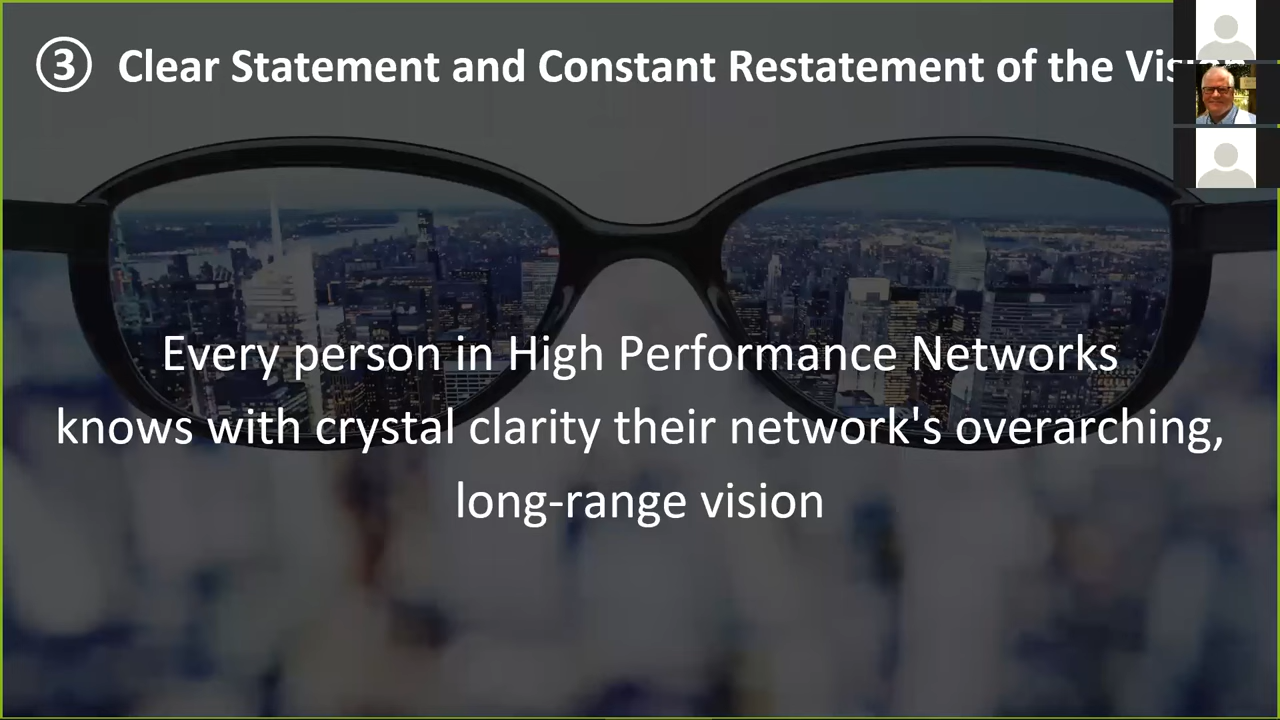 ③ Clear Statement and Constant Restatement of the Vision
Every person in High Performance Networks
knows with crystal clarity their network's overarching,
long-range vision